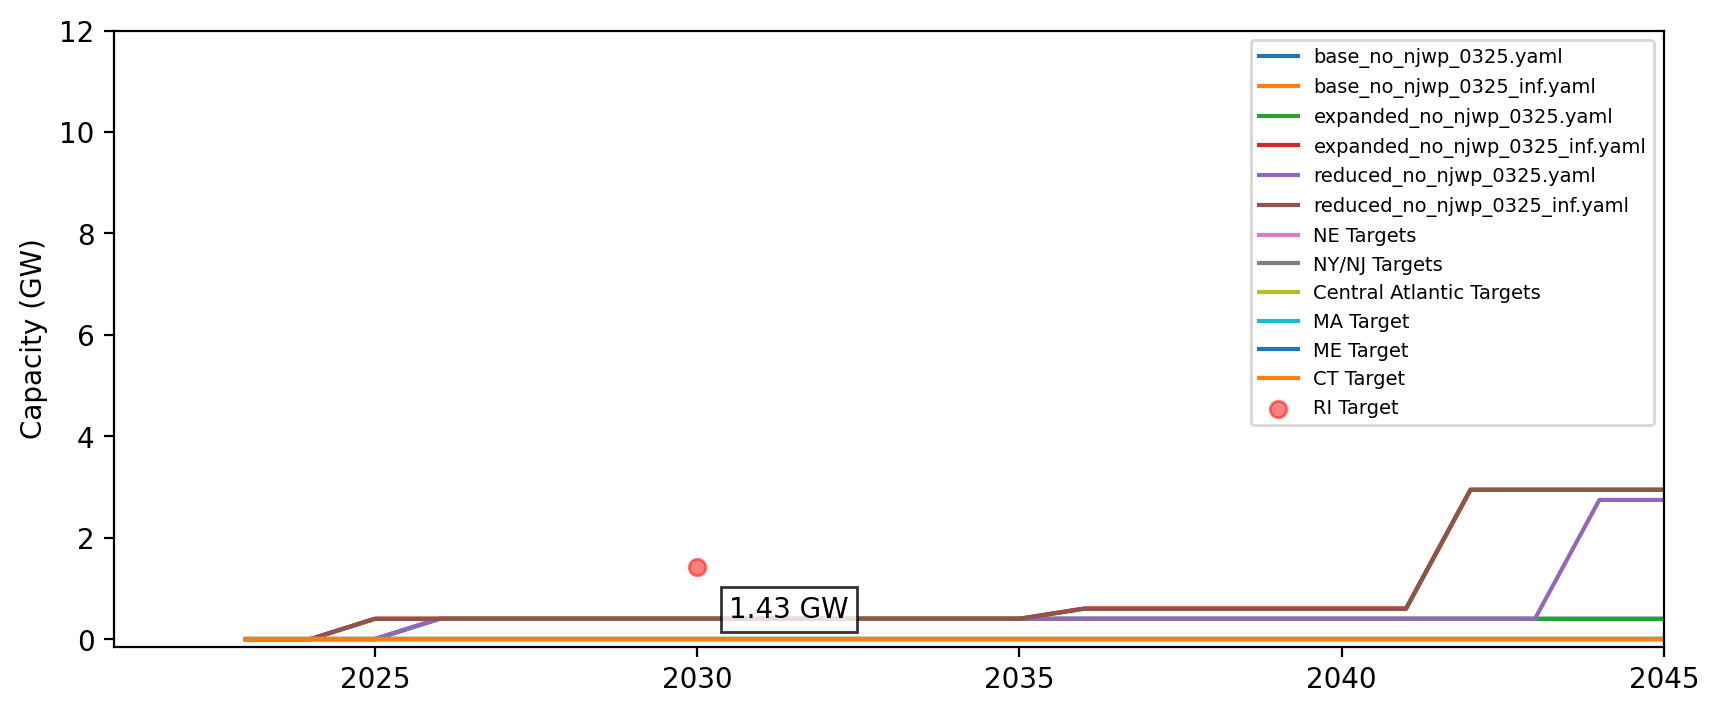 12
10
8
6
4
2
0
Capacity (GW)
base_no_njwp_0325.yaml
base_no_njwp_0325_inf.yaml
expanded_no_njwp_0325.yaml
expanded_no_njwp_0325_inf.yaml
reduced_no_njwp_0325.yaml
reduced_no_njwp_0325_inf.yaml
NE Targets
NY/NJ Targets
Central Atlantic Targets
MA Target
ME Target
CT Target
RI Target
1.43 GW
2025
2030
2035
2040
2045